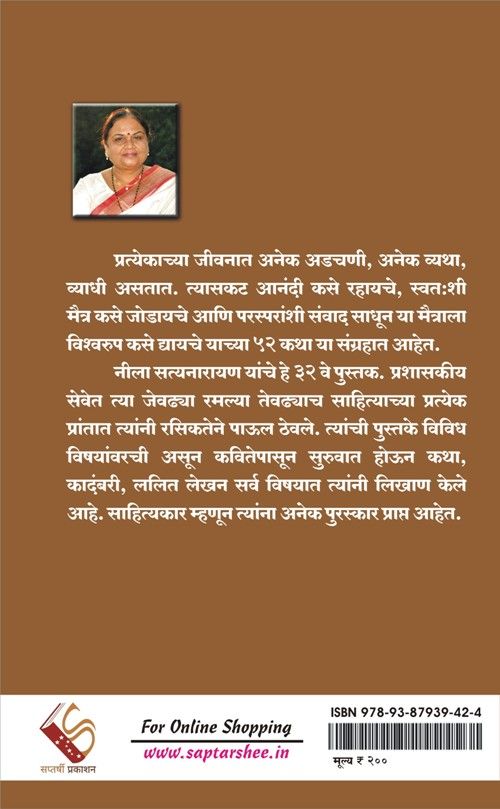 प्रत्येकाच्या जीवनात अनेक अडचणी, अनेक व्यथा,
व्याधी असतात. त्यासकट आनंदी कसे रहायचे, स्वत:शी
मैत्र कसे जोडायचे आणि परस्परांशी संवाद साधून या मैत्राला
विश्वरुप कसे द्यायचे याच्या ५२ कथा या संग्रहात आहेत.
नीला सत्यनारायण यांचे हे ३२ वे पुस्तक. प्रशासकीय
सेवेत त्या जेवढ्या रमल्या तेवढ्याच साहित्याच्या प्रत्येक
प्रांतात त्यांनी रसिकतेने पाऊल ठेवले. त्यांची पुस्तके विविध
विषयांवरची असून कवितेपासून सुरुवात होऊन कथा,
कादंबरी, ललित लेखन सर्व विषयात त्यांनी लिखाण केले
आहे. साहित्यकार म्हणून त्यांना अनेक पुरस्कार प्राप्त आहेत.
सप्तर्षी प्रकाशन
For Online Shopping
www.saptarshee.in
ISBN 978-93-87939-42-4
मूल्य ₹ २००